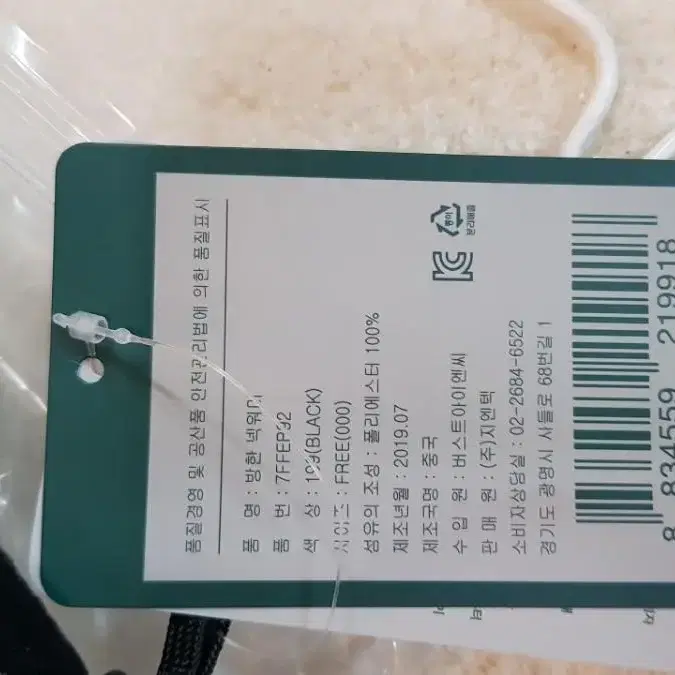 품질경영 및 공산품 안전관리법에 의한 품질표시
품 명 : 방한 넥워머
품 번 : 7FFEP92
색 상 : 199(BLACK)
사이즈 : FREE(000)
섬유의 조성 : 폴리에스터 100%
제조년월 : 2019.07
제조국명 : 중국
수 입 원 : 버스트아이엔씨
판 매 원 : (주)지엔텍
소비자상담실 : 02-2684-6522
경기도 광명시 사들로 68번길 1
종이
분리배출
8 834559 219918